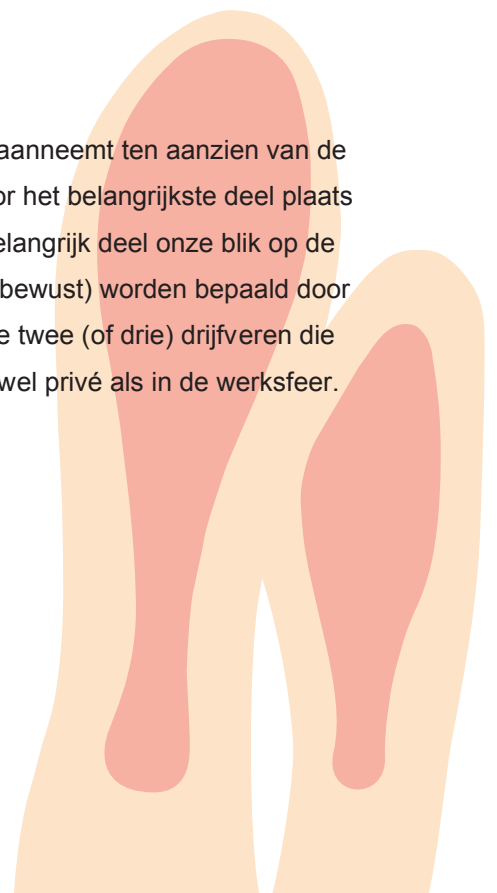 aanneemt ten aanzien van de
or het belangrijkste deel plaats
elangrijk deel onze blik op de
bewust) worden bepaald door
e twee (of drie) drijfveren die
wel privé als in de werksfeer.